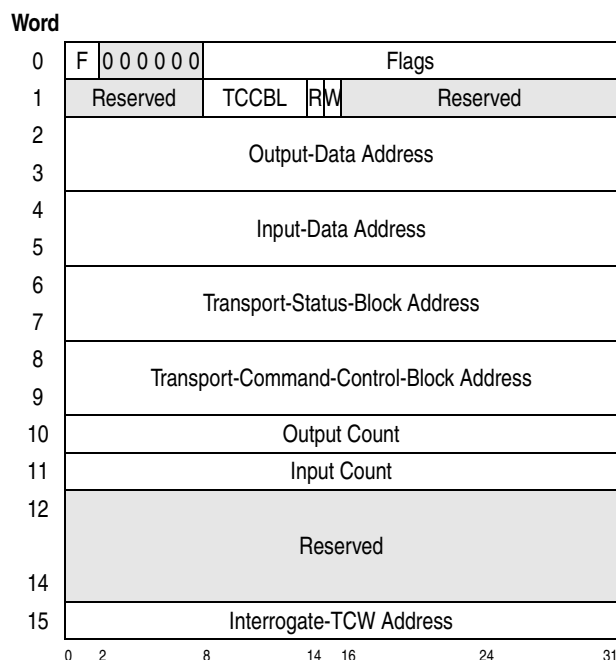 Word
0 F 0 0 0 0 0 0 Flags
1 Reserved TCCBL R W Reserved
2
Output-Data Address
3
4
Input-Data Address
5
6
Transport-Status-Block Address
7
8
Transport-Command-Control-Block Address
9
10 Output Count
11 Input Count
12
Reserved
14
15 Interrogate-TCW Address
0 2 8 14 16 24 31